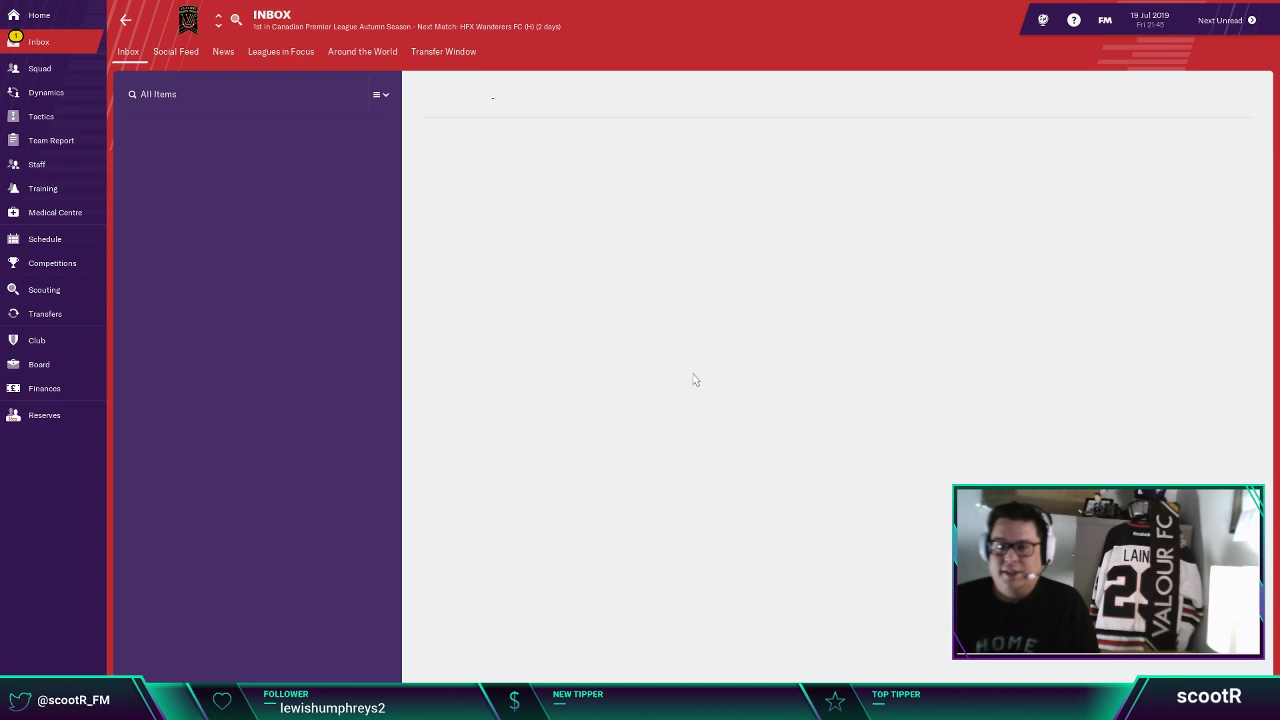 Home
1
Inbox
Squad
Dynamics
Tactics
Team Report
Staff
Training
Medical Centre
Schedule
Competitions
Scouting
Transfers
Club
Board
Finances
Reserves
INBOX
1st in Canadian Premier League Autumn Season - Next Match: HFX Wanderers FC (H) (2 days)
? FM
19 Jul 2019
Fri 21:45
Next Unread
Inbox Social Feed News Leagues in Focus Around the World Transfer Window
All Items
-
Reebok
LAIN
2
VALOUR FC
HOME
@scootR_FM
FOLLOWER
lewishumphreys2
$
NEW TIPPER
TOP TIPPER
scootR